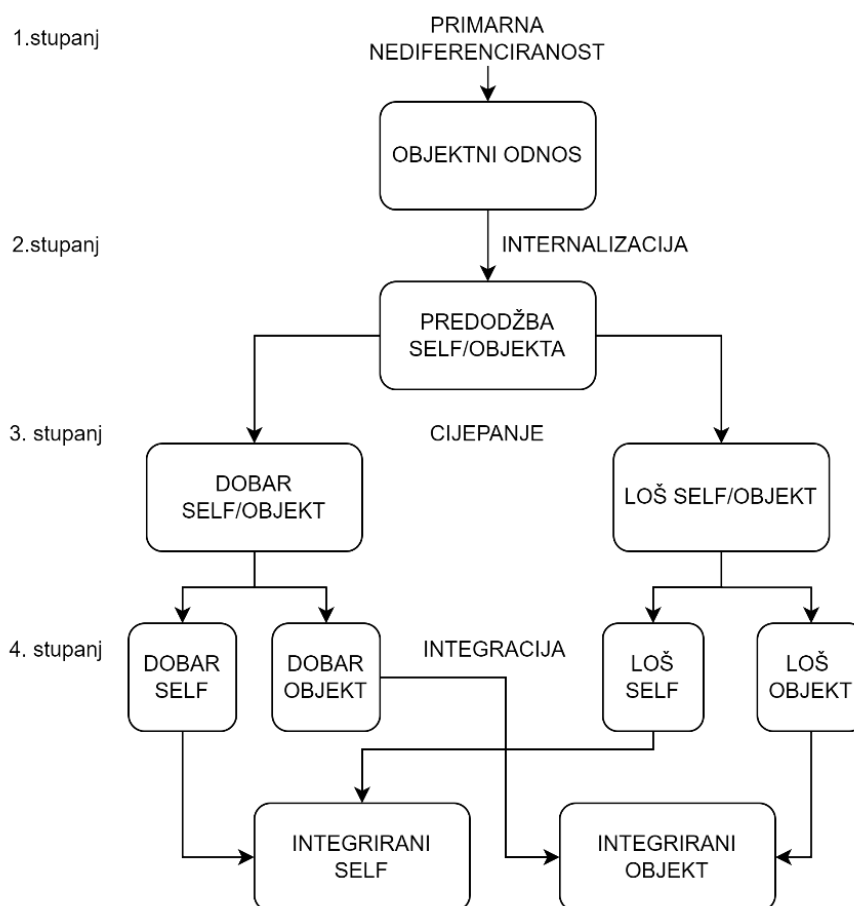 1.stupanj
PRIMARNA
NEDIFERENCIRANOST
OBJEKTNI ODNOS
2.stupanj
INTERNALIZACIJA
PREDODŽBA
SELF/OBJEKTA
3. stupanj
CIJEPANJE
DOBAR
SELF/OBJEKT
LOŠ SELF/OBJEKT
4. stupanj
DOBAR
SELF
DOBAR
OBJEKT
INTEGRACIJA
LOŠ
SELF
LOŠ
OBJEKT
INTEGRIRANI
SELF
INTEGRIRANI
OBJEKT